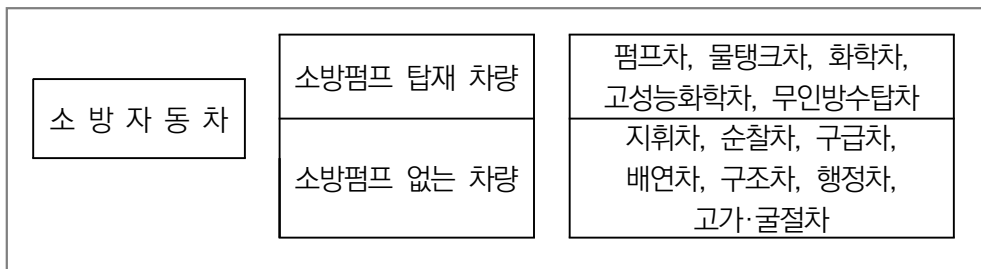 소 방 자 동 차
소방펌프 탑재 차량
펌프차, 물탱크차, 화학차,
고성능화학차, 무인방수탑차
소방펌프 없는 차량
지휘차, 순찰차, 구급차,
배연차, 구조차, 행정차,
고가·굴절차